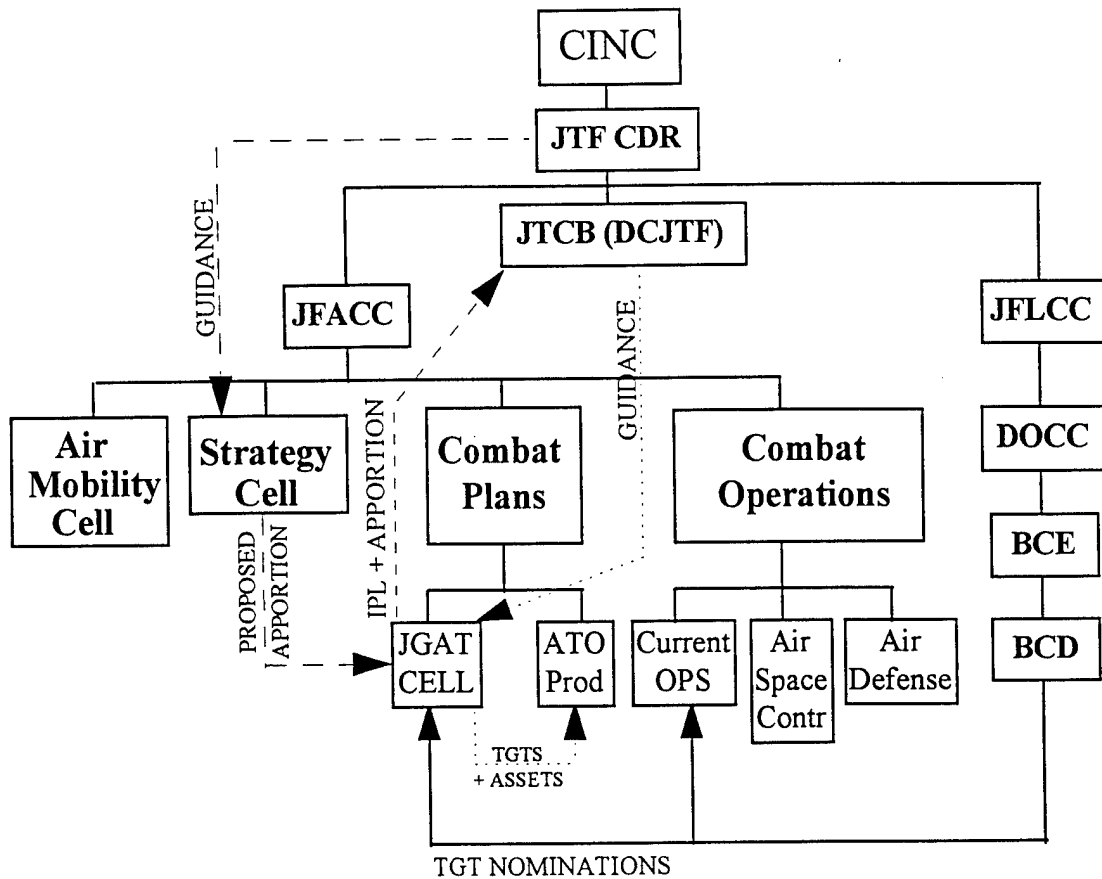 CINC
JTF CDR
GUIDANCE
JTCB (DCJTF)
JFACC
JFLCC
GUIDANCE
Air
Mobility
Cell
Strategy
Cell
IPL + APPORTION
Combat
Plans
Combat
Operations
DOCC
BCE
PROPOSED
APPORTION
JGAT
CELL
ATO
Prod
Current
OPS
Air
Space
Contr
Air
Defense
BCD
TGTS
+ ASSETS
TGT NOMINATIONS